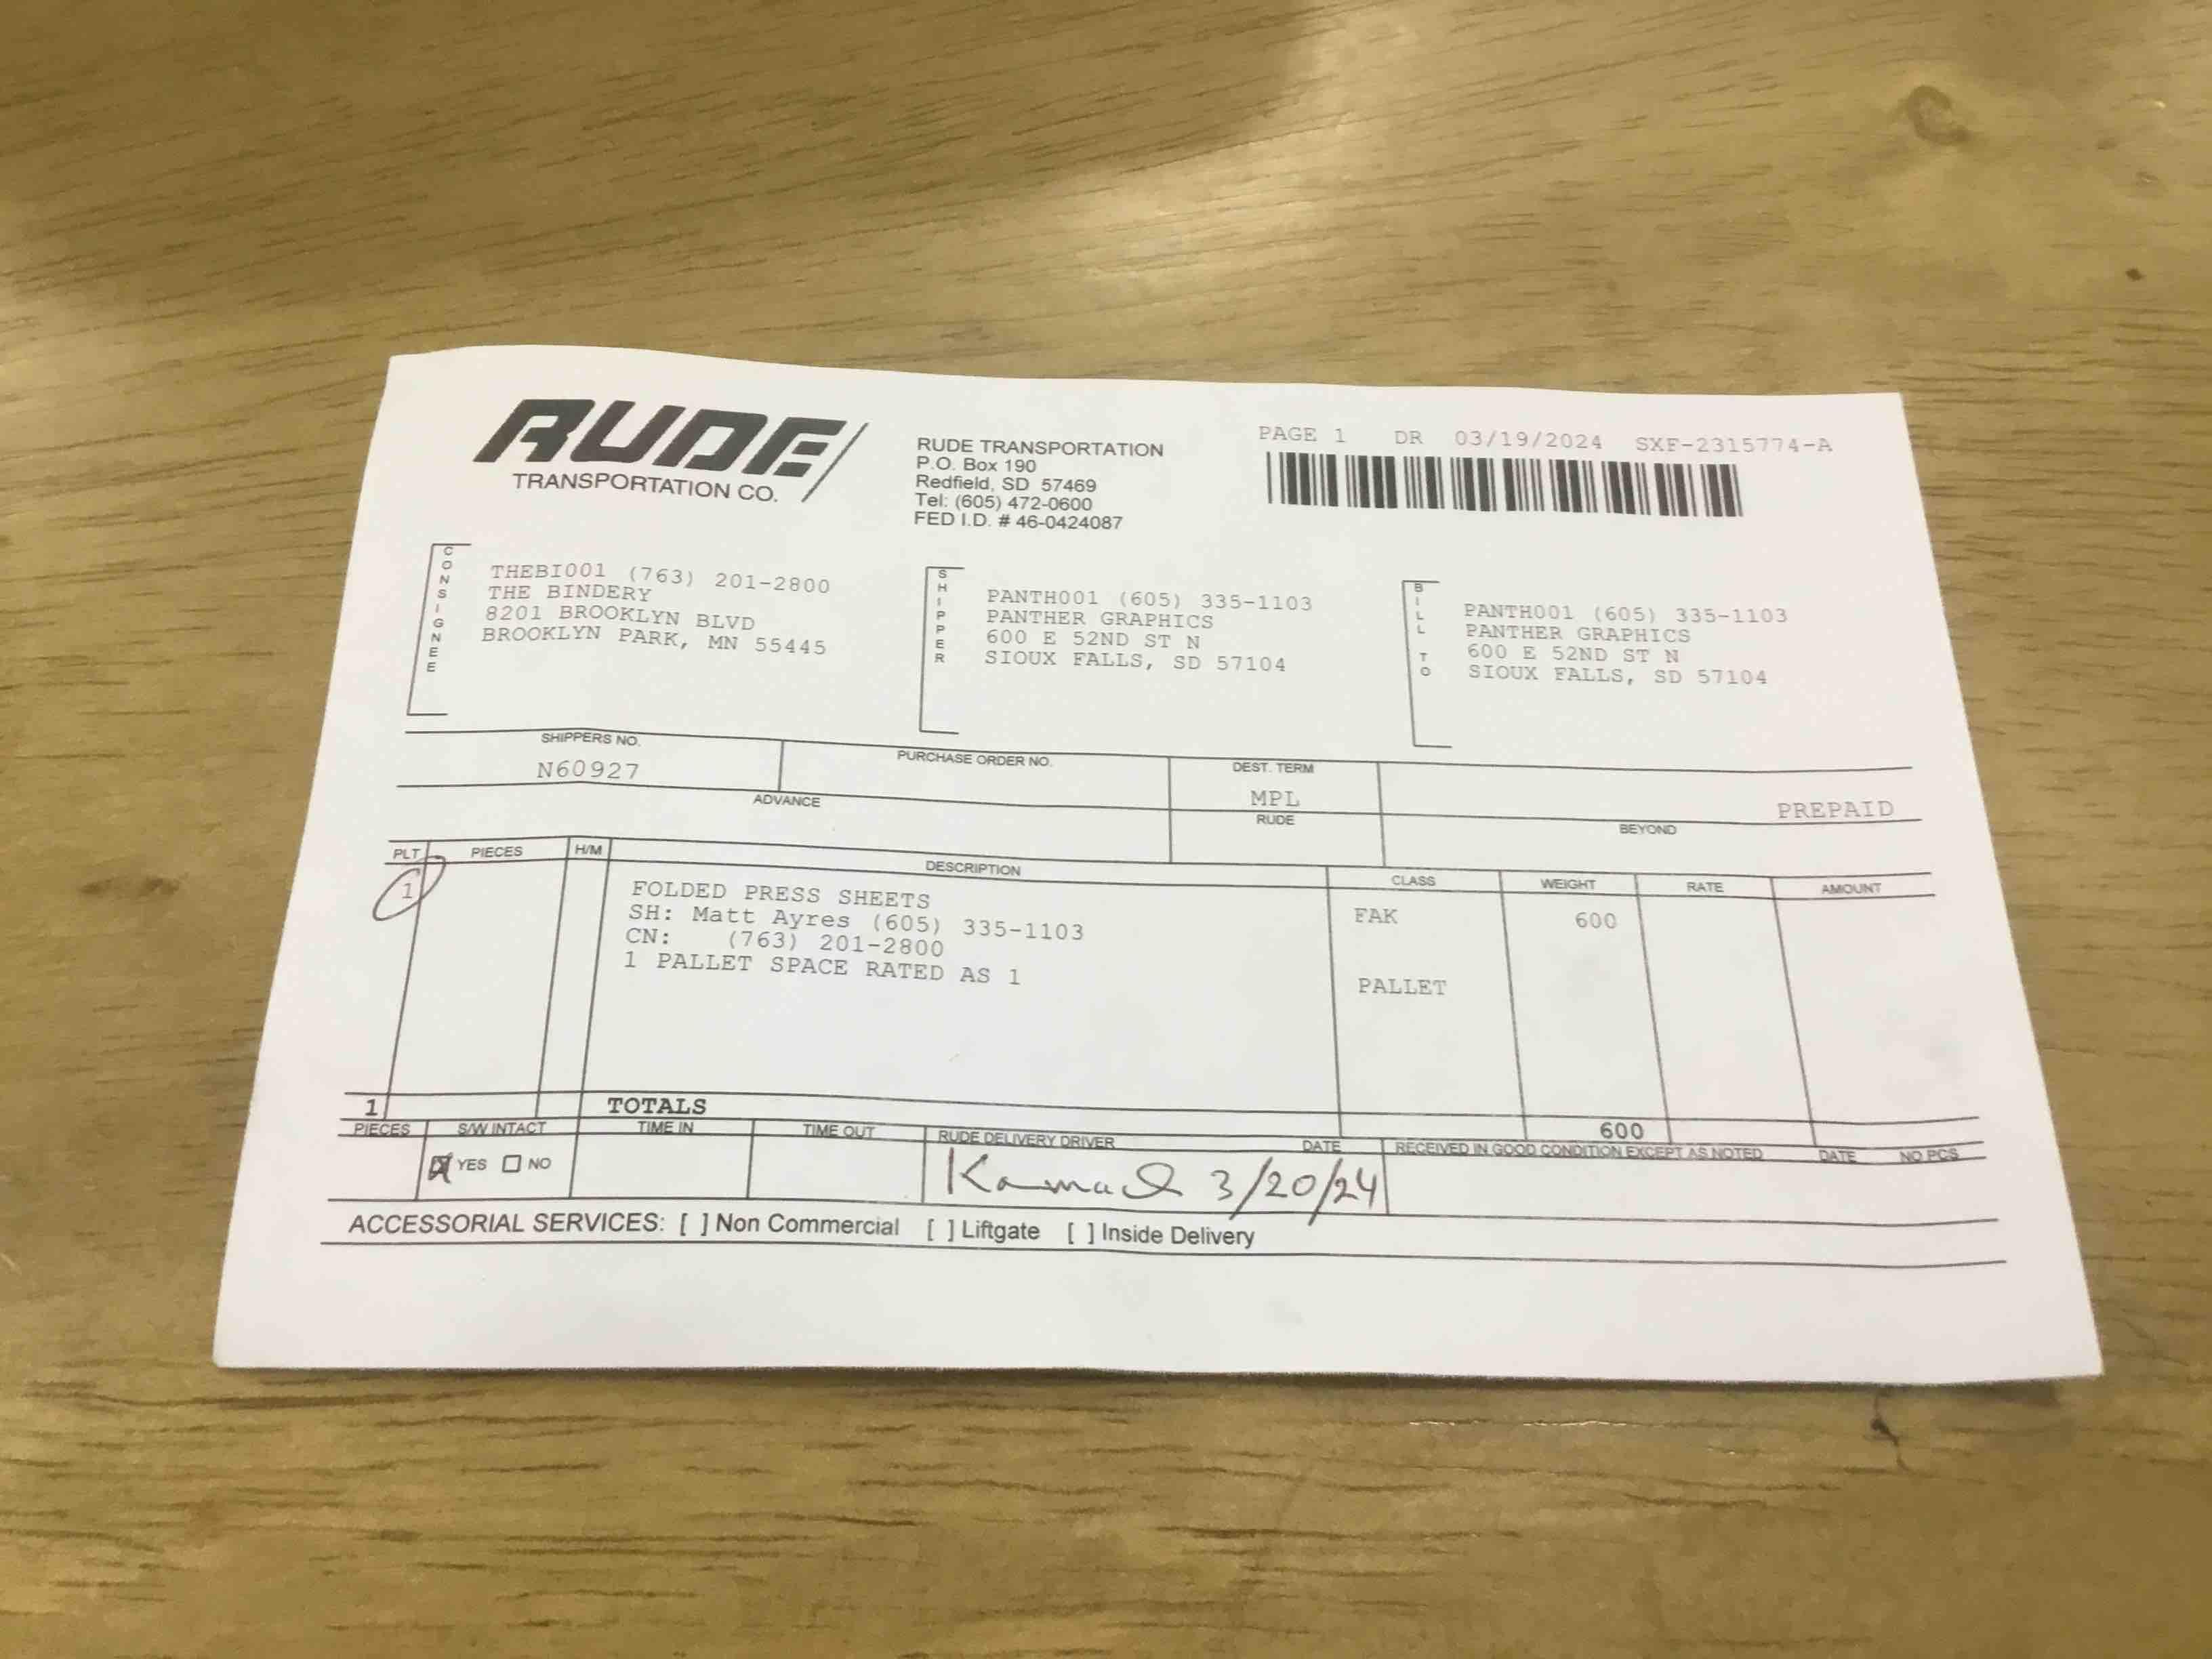 RUDE
TRANSPORTATION CO.
RUDE TRANSPORTATION
P.O. Box 190
Redfield, SD 57469
Tel: (605) 472-0600
FED I.D. # 46-0424087
PAGE 1 DR 03/19/2024 SXF-2315774-A
CONSIGNEE
THEBI001 (763) 201-2800
THE BINDERY
8201 BROOKLYN BLVD
BROOKLYN PARK, MN 55445
SHIPPER
PANTH001 (605) 335-1103
PANTHER GRAPHICS
600 E 52ND ST N
SIOUX FALLS, SD 57104
BILL TO
PANTH001 (605) 335-1103
PANTHER GRAPHICS
600 E 52ND ST N
SIOUX FALLS, SD 57104
SHIPPERS NO. PURCHASE ORDER NO. DEST. TERM
N60927 MPL PREPAID
ADVANCE RUDE BEYOND
PLT PIECES H/M DESCRIPTION CLASS WEIGHT RATE AMOUNT
1 FOLDED PRESS SHEETS FAK 600
SH: Matt Ayres (605) 335-1103
CN: (763) 201-2800
1 PALLET SPACE RATED AS 1 PALLET
1 TOTALS 600
PIECES S/W INTACT TIME IN TIME OUT RUDE DELIVERY DRIVER DATE RECEIVED IN GOOD CONDITION EXCEPT AS NOTED DATE NO PCS
YES NO 3/20/24
ACCESSORIAL SERVICES: [ ] Non Commercial [ ] Liftgate [ ] Inside Delivery